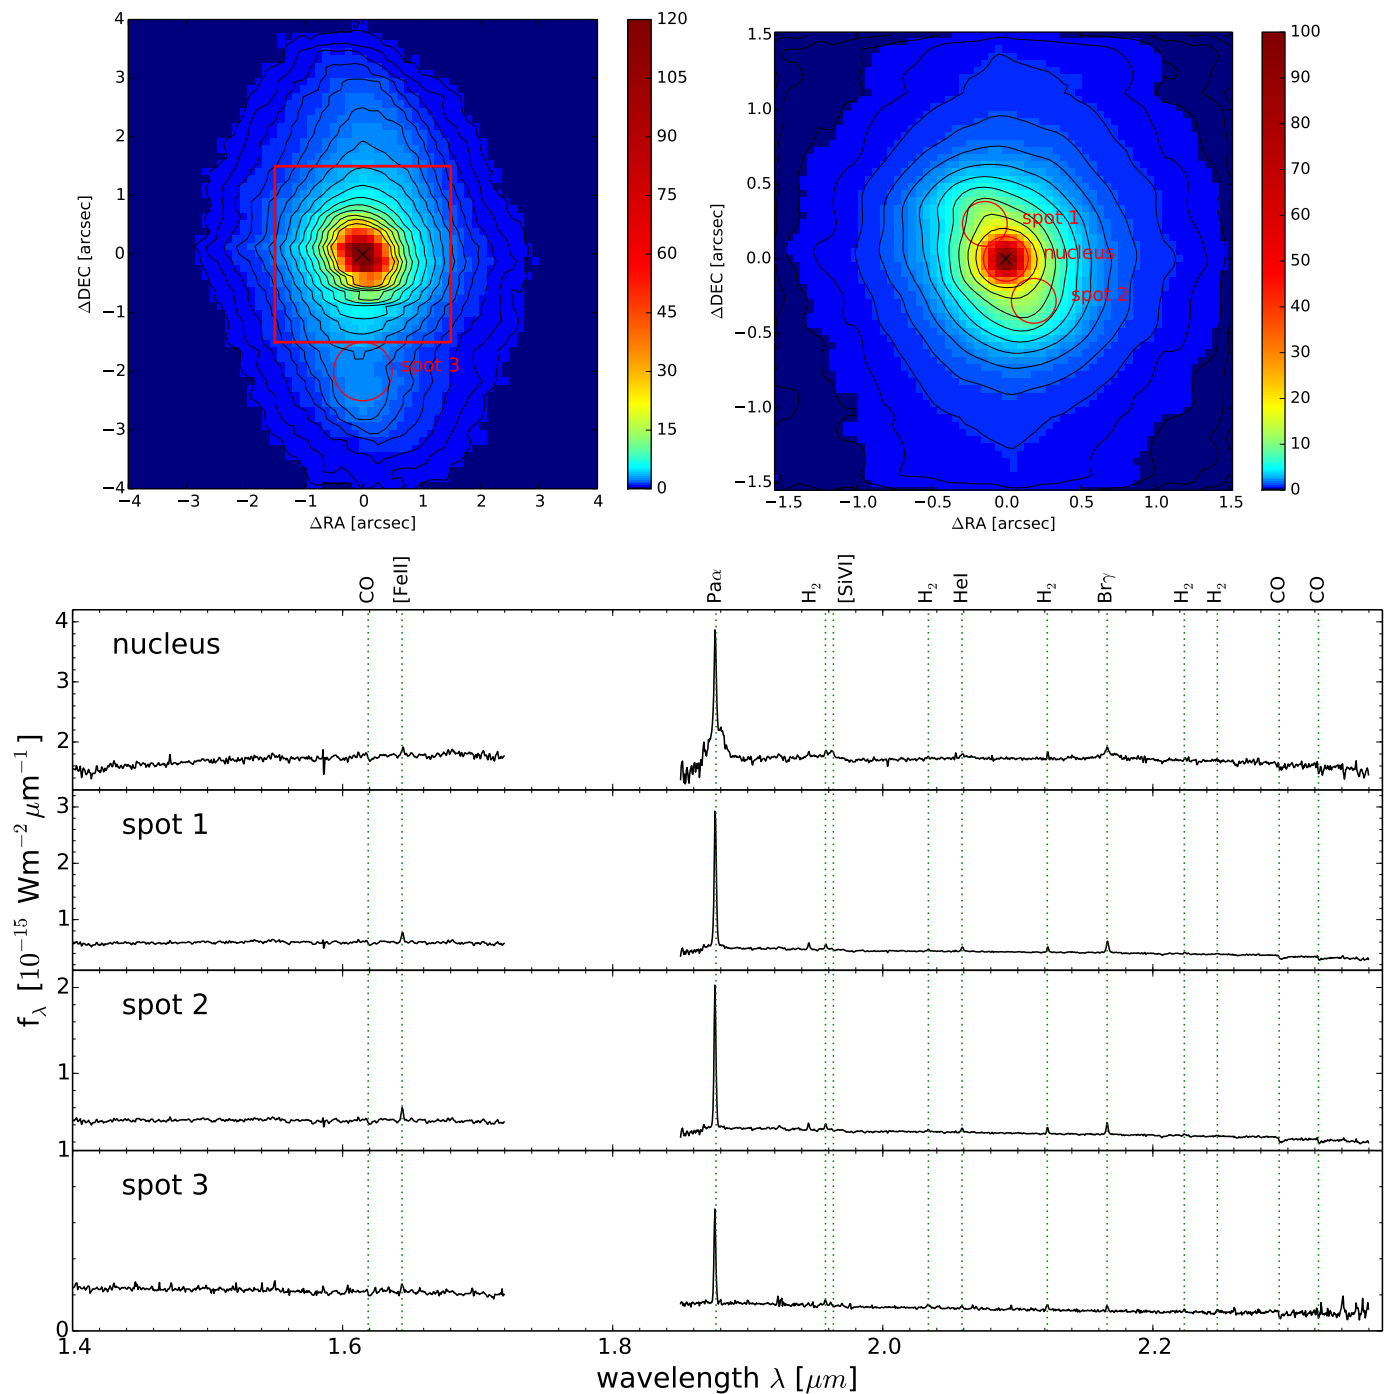 4
3
2
1
0
−1
−2
−3
−4
ΔDEC [arcsec]
−4 −3 −2 −1 0 1 2 3 4
ΔRA [arcsec]
spot 3
120
105
90
75
60
45
30
15
0
1.5
1.0
0.5
0.0
−0.5
−1.0
−1.5
ΔDEC [arcsec]
−1.5 −1.0 −0.5 0.0 0.5 1.0 1.5
ΔRA [arcsec]
spot 1
nucleus
spot 2
100
90
80
70
60
50
40
30
20
10
0
CO [FeII] Paα H₂ [SiVI] H₂ HeI H₂ Brγ H₂ H₂ CO CO
nucleus
4
3
2
spot 1
3
2
1
spot 2
2
1
spot 3
1
0
f_λ [10⁻¹⁵ Wm⁻² μm⁻¹]
1.4 1.6 1.8 2.0 2.2
wavelength λ [μm]